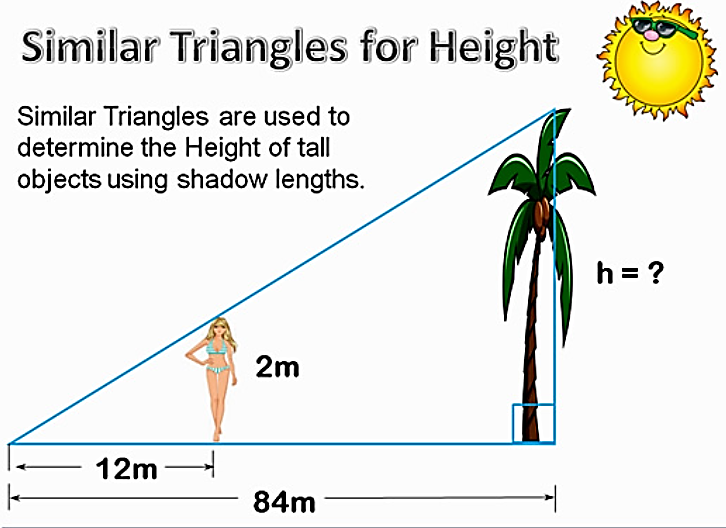 Similar Triangles for Height
Similar Triangles are used to
determine the Height of tall
objects using shadow lengths.
h = ?
2m
12m
84m